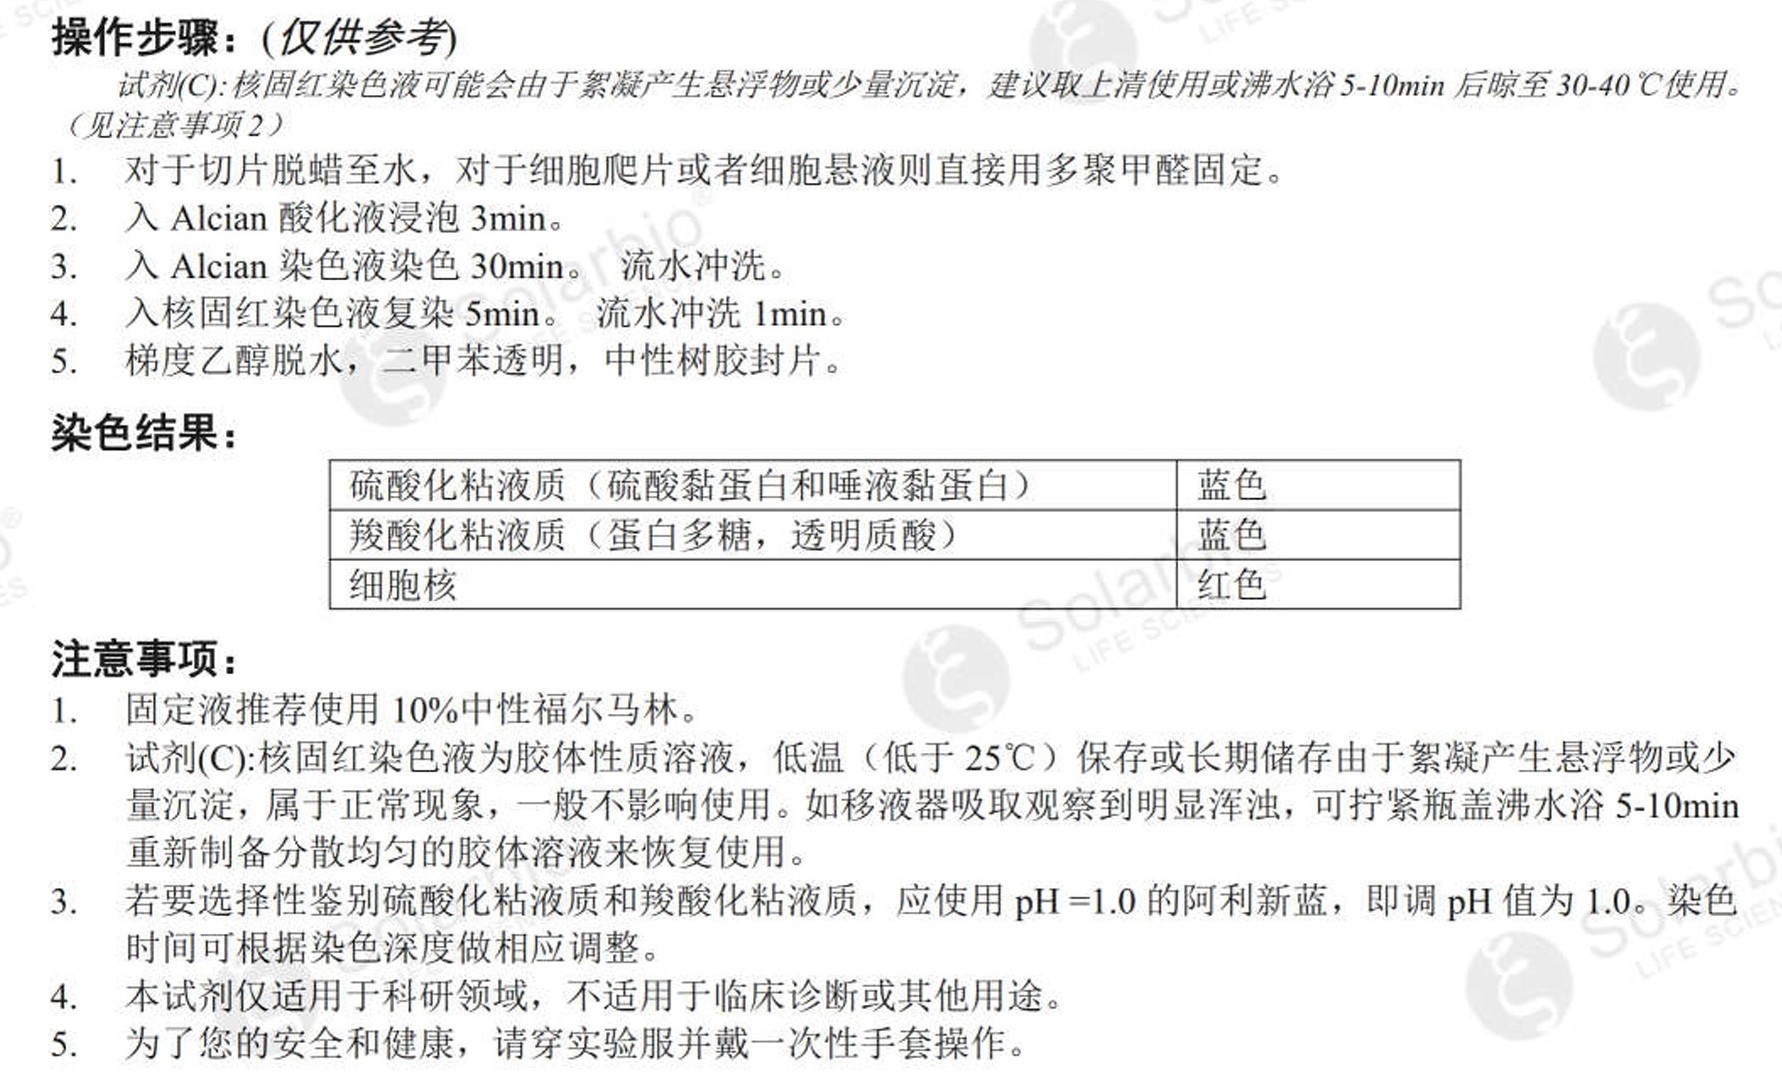 操作步骤：(仅供参考)
试剂(C):核固红染色液可能会由于絮凝产生悬浮物或少量沉淀，建议取上清使用或沸水浴 5-10min 后晾至 30-40℃使用。
（见注意事项 2）
1. 对于切片脱蜡至水，对于细胞爬片或者细胞悬液则直接用多聚甲醛固定。
2. 入 Alcian 酸化液浸泡 3min。
3. 入 Alcian 染色液染色 30min。 流水冲洗。
4. 入核固红染色液复染 5min。 流水冲洗 1min。
5. 梯度乙醇脱水，二甲苯透明，中性树胶封片。
染色结果：
硫酸化粘液质（硫酸黏蛋白和唾液黏蛋白） 蓝色
羧酸化粘液质（蛋白多糖，透明质酸） 蓝色
细胞核 红色
注意事项：
1. 固定液推荐使用 10%中性福尔马林。
2. 试剂(C):核固红染色液为胶体性质溶液，低温（低于 25℃）保存或长期储存由于絮凝产生悬浮物或少
量沉淀，属于正常现象，一般不影响使用。如移液器吸取观察到明显浑浊，可拧紧瓶盖沸水浴 5-10min
重新制备分散均匀的胶体溶液来恢复使用。
3. 若要选择性鉴别硫酸化粘液质和羧酸化粘液质，应使用 pH =1.0 的阿利新蓝，即调 pH 值为 1.0。染色
时间可根据染色深度做相应调整。
4. 本试剂仅适用于科研领域，不适用于临床诊断或其他用途。
5. 为了您的安全和健康，请穿实验服并戴一次性手套操作。
Solarbio®
LIFE SCIENCES